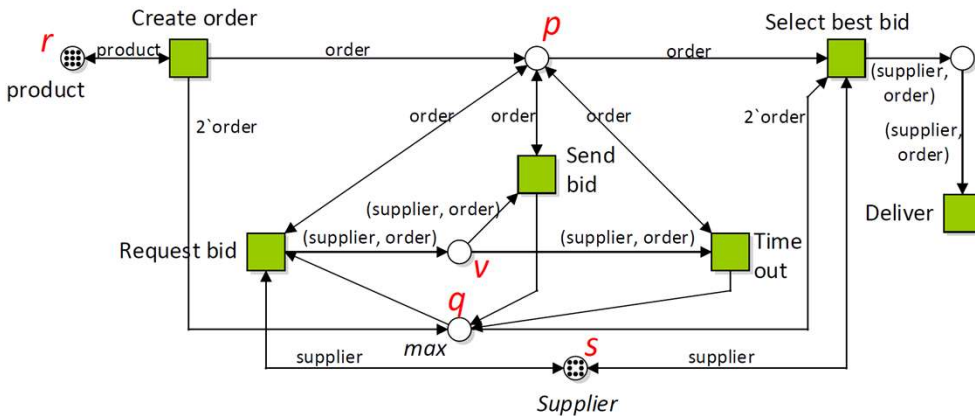 Create order
p
Select best bid
r
product
order
order
product
(supplier,
order)
2`order
order
order
order
2`order
(supplier,
order)
Send
bid
(supplier, order)
Deliver
Request bid
(supplier, order)
(supplier, order)
Time
out
v
q
max
s
supplier
supplier
Supplier